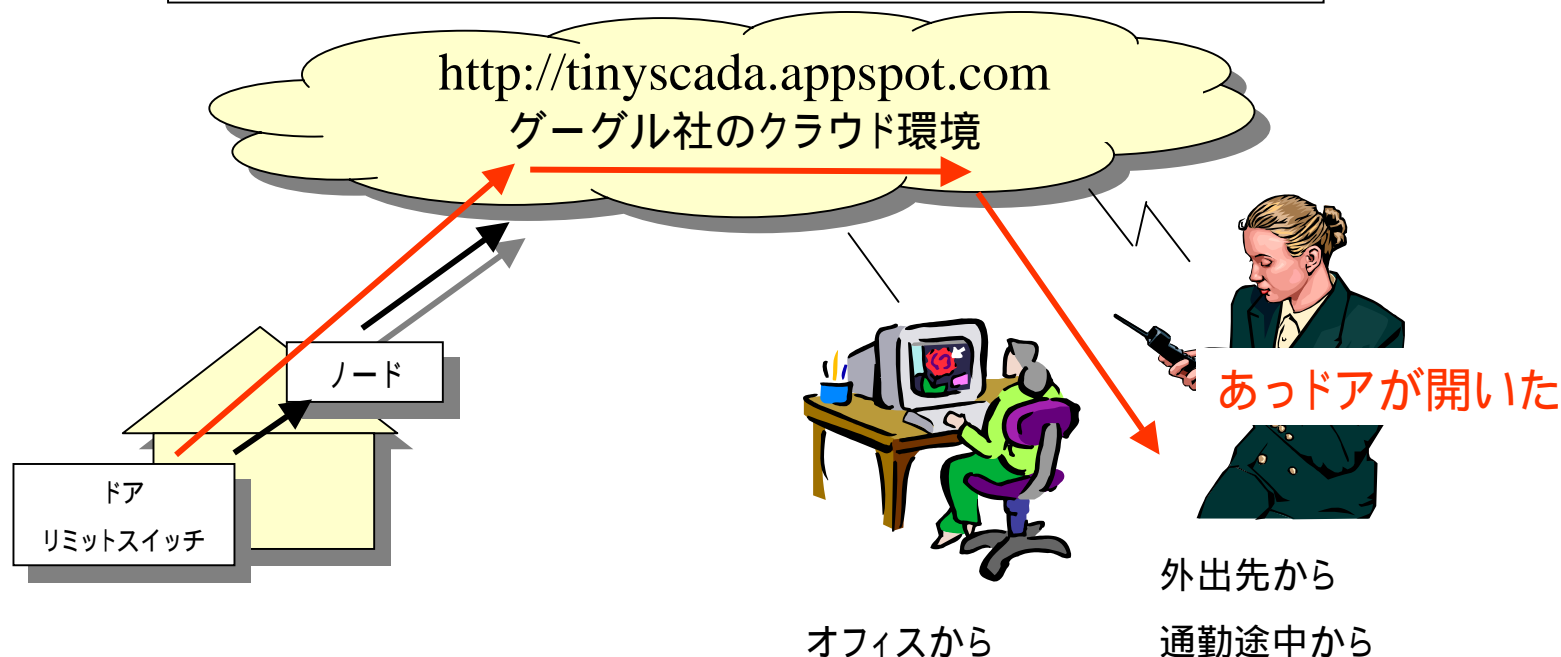 http://tinyscada.appspot.com
グーグル社のクラウド環境
ノード
あっドアが開いた
ドア
リミットスイッチ
外出先から
オフィスから
通勤途中から